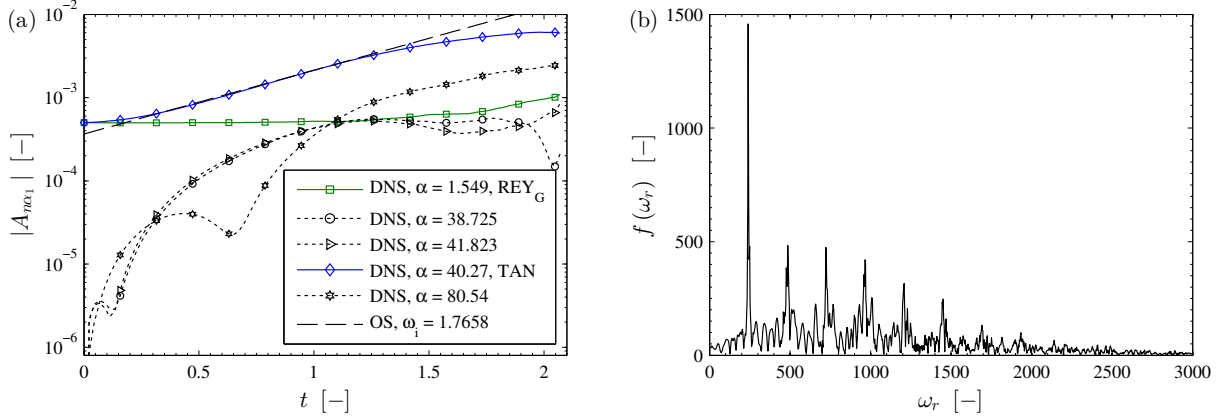 (a)
10⁻²
10⁻³
10⁻⁴
10⁻⁵
10⁻⁶
|A_{nα₁}| [−]
0 0.5 1 1.5 2
t [−]
DNS, α = 1.549, REY_G
DNS, α = 38.725
DNS, α = 41.823
DNS, α = 40.27, TAN
DNS, α = 80.54
OS, ω_i = 1.7658
(b)
1500
1000
500
0
f (ω_r) [−]
0 500 1000 1500 2000 2500 3000
ω_r [−]